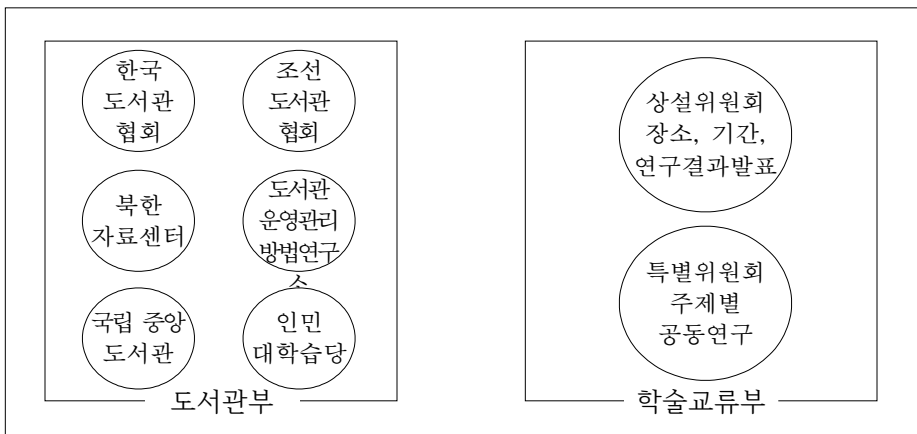 한국
도서관
협회
조선
도서관
협회
북한
자료센터
도서관
운영관리
방법연구
소
국립 중앙
도서관
인민
대학습당
도서관부
상설위원회
장소, 기간,
연구결과발표
특별위원회
주제별
공동연구
학술교류부